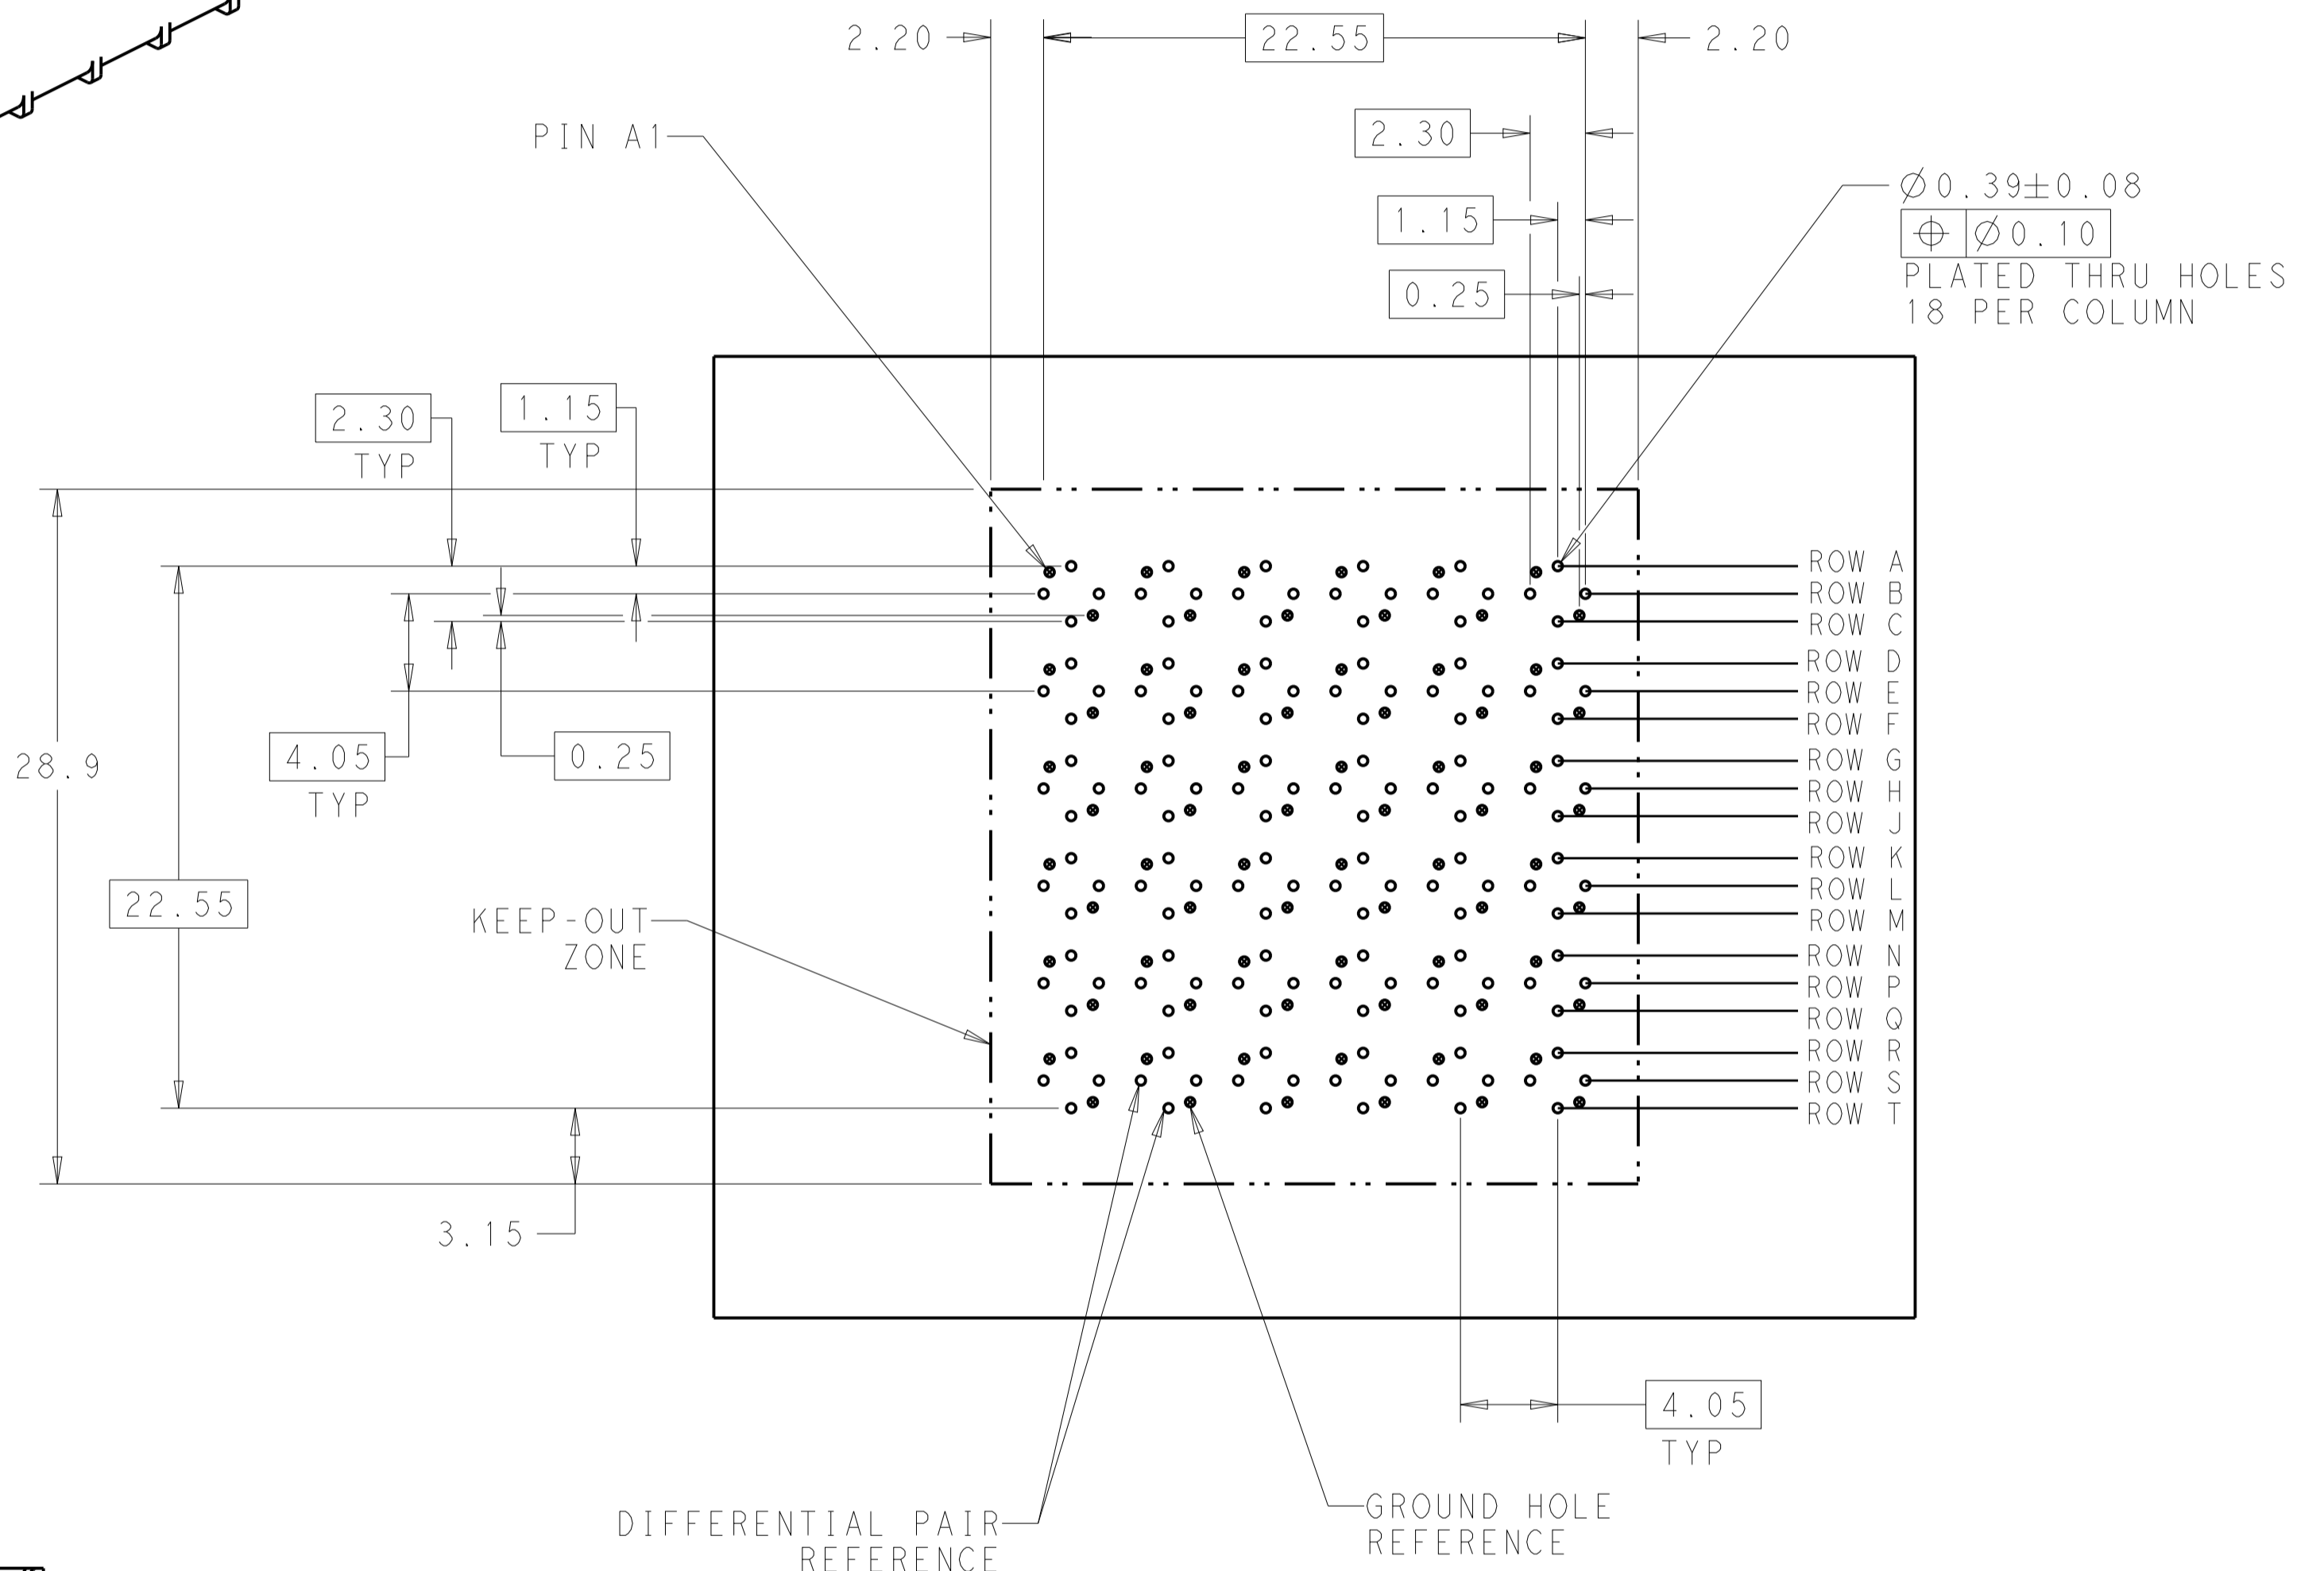 2.20
22.55
2.20
2.30
PIN A1
1.15
Ø0.39±0.08
⌖ Ø0.10
PLATED THRU HOLES
18 PER COLUMN
0.25
2.30
TYP
1.15
TYP
ROW A
ROW B
ROW C
ROW D
ROW E
ROW F
ROW G
ROW H
ROW J
ROW K
ROW L
ROW M
ROW N
ROW P
ROW Q
ROW R
ROW S
ROW T
28.9
4.05
TYP
0.25
22.55
KEEP-OUT
ZONE
3.15
4.05
TYP
DIFFERENTIAL PAIR
REFERENCE
GROUND HOLE
REFERENCE